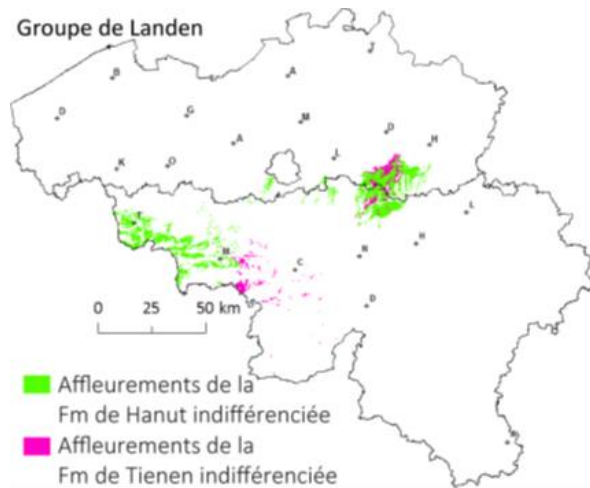 Groupe de Landen
T
B
A
D
G
M
A
D
H
K
O
L
L
M
C
N
H
D
0 25 50 km
Affleurements de la
Fm de Hanut indifférenciée
Affleurements de la
Fm de Tienen indifférenciée